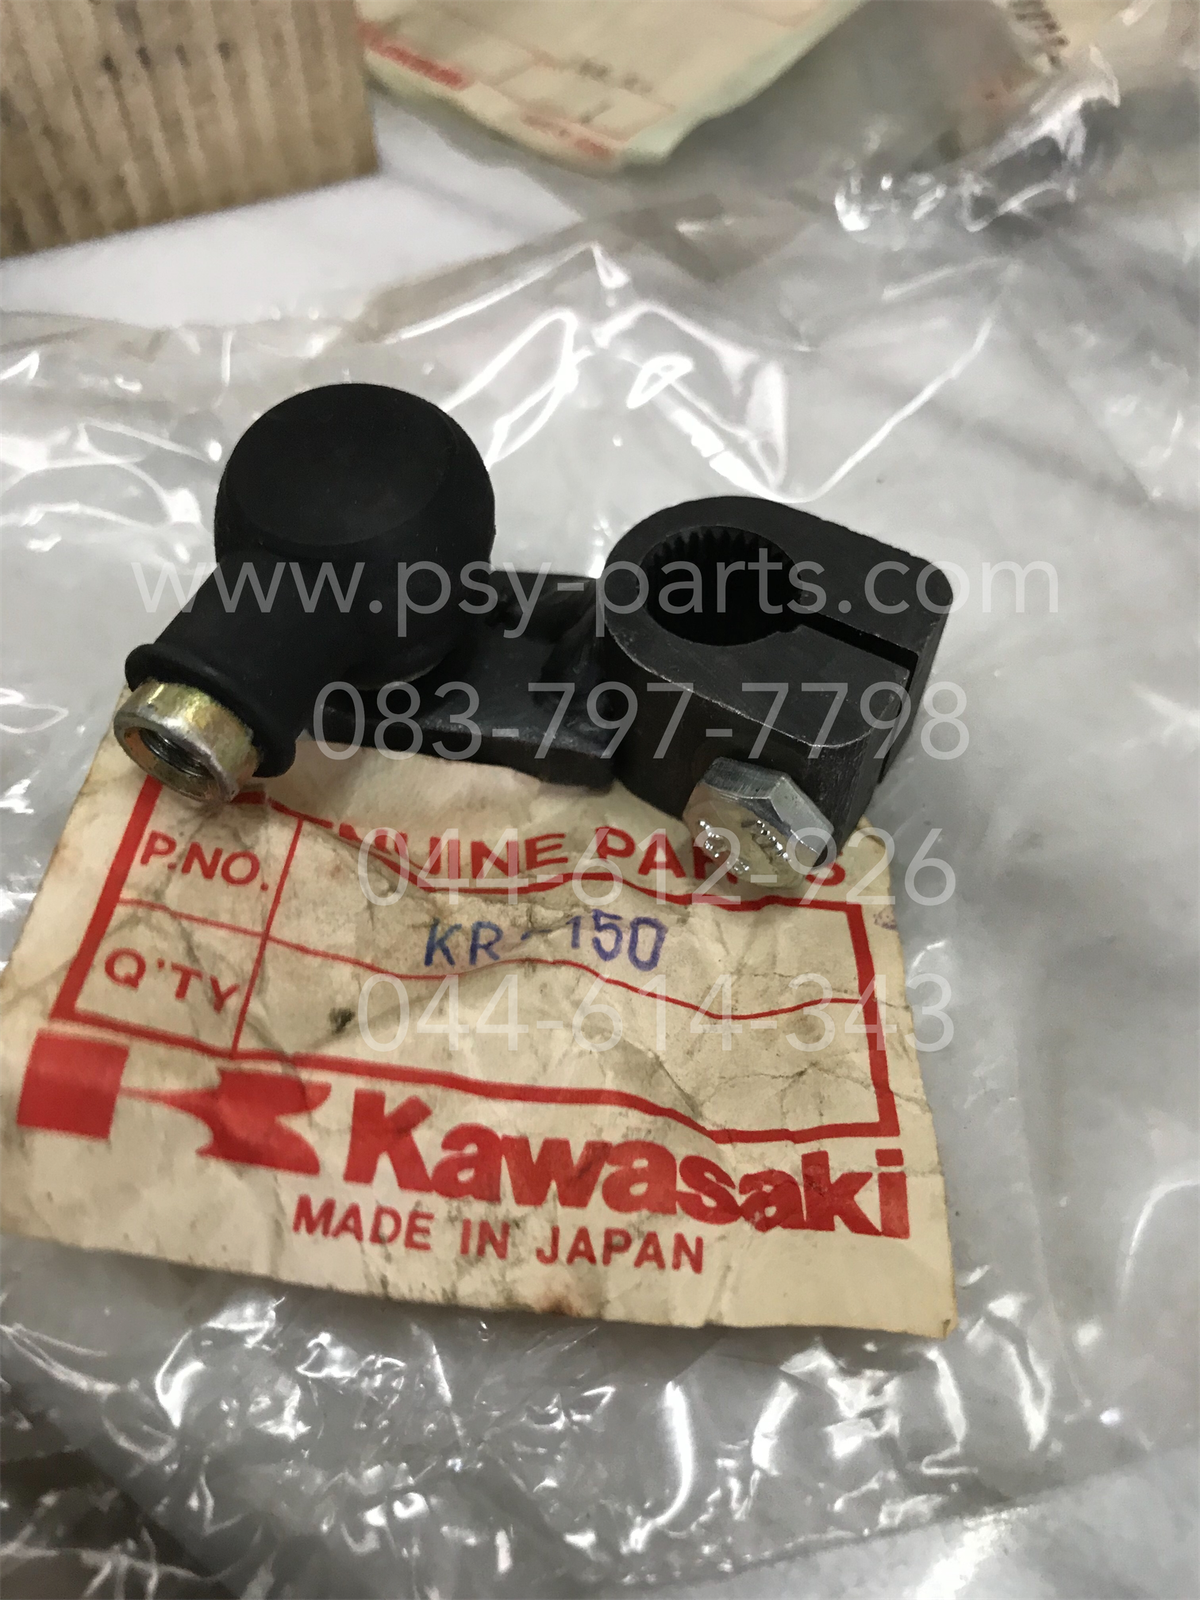 www.psy-parts.com
083-797-7798
044-612-926
044-614-343
P.NO.
KR-150
Q'TY
Kawasaki
MADE IN JAPAN